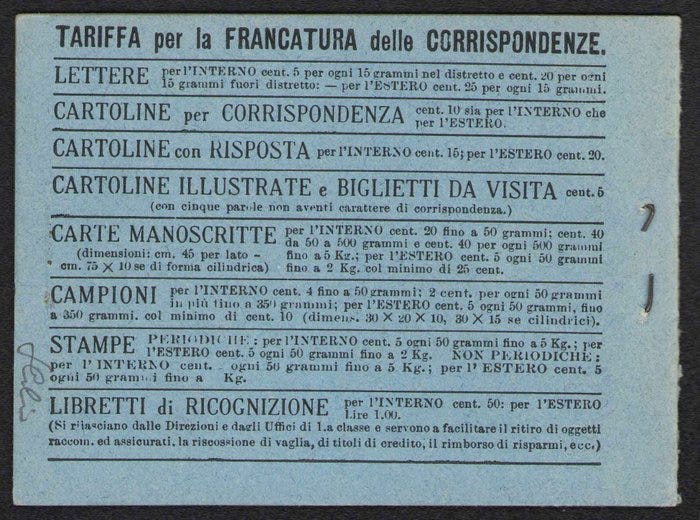 TARIFFA per la FRANCATURA delle CORRISPONDENZE.
LETTERE per l'INTERNO cent. 5 per ogni 15 grammi nel distretto e cent. 20 per ogni
15 grammi fuori distretto: — per l'ESTERO cent. 25 per ogni 15 grammi.
CARTOLINE per CORRISPONDENZA cent. 10 sia per l'INTERNO che
per l'ESTERO.
CARTOLINE con RISPOSTA per l'INTERNO cent. 15; per l'ESTERO cent. 20.
CARTOLINE ILLUSTRATE e BIGLIETTI DA VISITA cent. 5
(con cinque parole non aventi carattere di corrispondenza.)
CARTE MANOSCRITTE per l'INTERNO cent. 20 fino a 50 grammi; cent. 40
da 50 a 500 grammi e cent. 40 per ogni 500 grammi
(dimensioni: cm. 45 per lato - fino a 5 Kg.; per l'ESTERO cent. 5 ogni 50 grammi
cm. 75 × 10 se di forma cilindrica) fino a 2 Kg. col minimo di 25 cent.
CAMPIONI per l'INTERNO cent. 4 fino a 50 grammi; 2 cent. per ogni 50 grammi
in più fino a 350 grammi; per l'ESTERO cent. 5 ogni 50 grammi, fino
a 350 grammi. col minimo di cent. 10 (dimens. 30 × 20 × 10, 30 × 15 se cilindrici).
STAMPE PERIODICHE: per l'INTERNO cent. 5 ogni 50 grammi fino a 5 Kg.; per
l'ESTERO cent. 5 ogni 50 grammi fino a 2 Kg. NON PERIODICHE:
per l'INTERNO cent. ogni 50 grammi fino a 5 Kg.; per l'ESTERO cent. 5
ogni 50 grammi fino a Kg.
LIBRETTI di RICOGNIZIONE per l'INTERNO cent. 50: per l'ESTERO
Lire 1.00.
(Si rilasciano dalle Direzioni e dagli Uffici di 1.a classe e servono a facilitare il ritiro di oggetti
raccom. ed assicurati. la riscossione di vaglia, di titoli di credito, il rimborso di risparmi, ecc.)